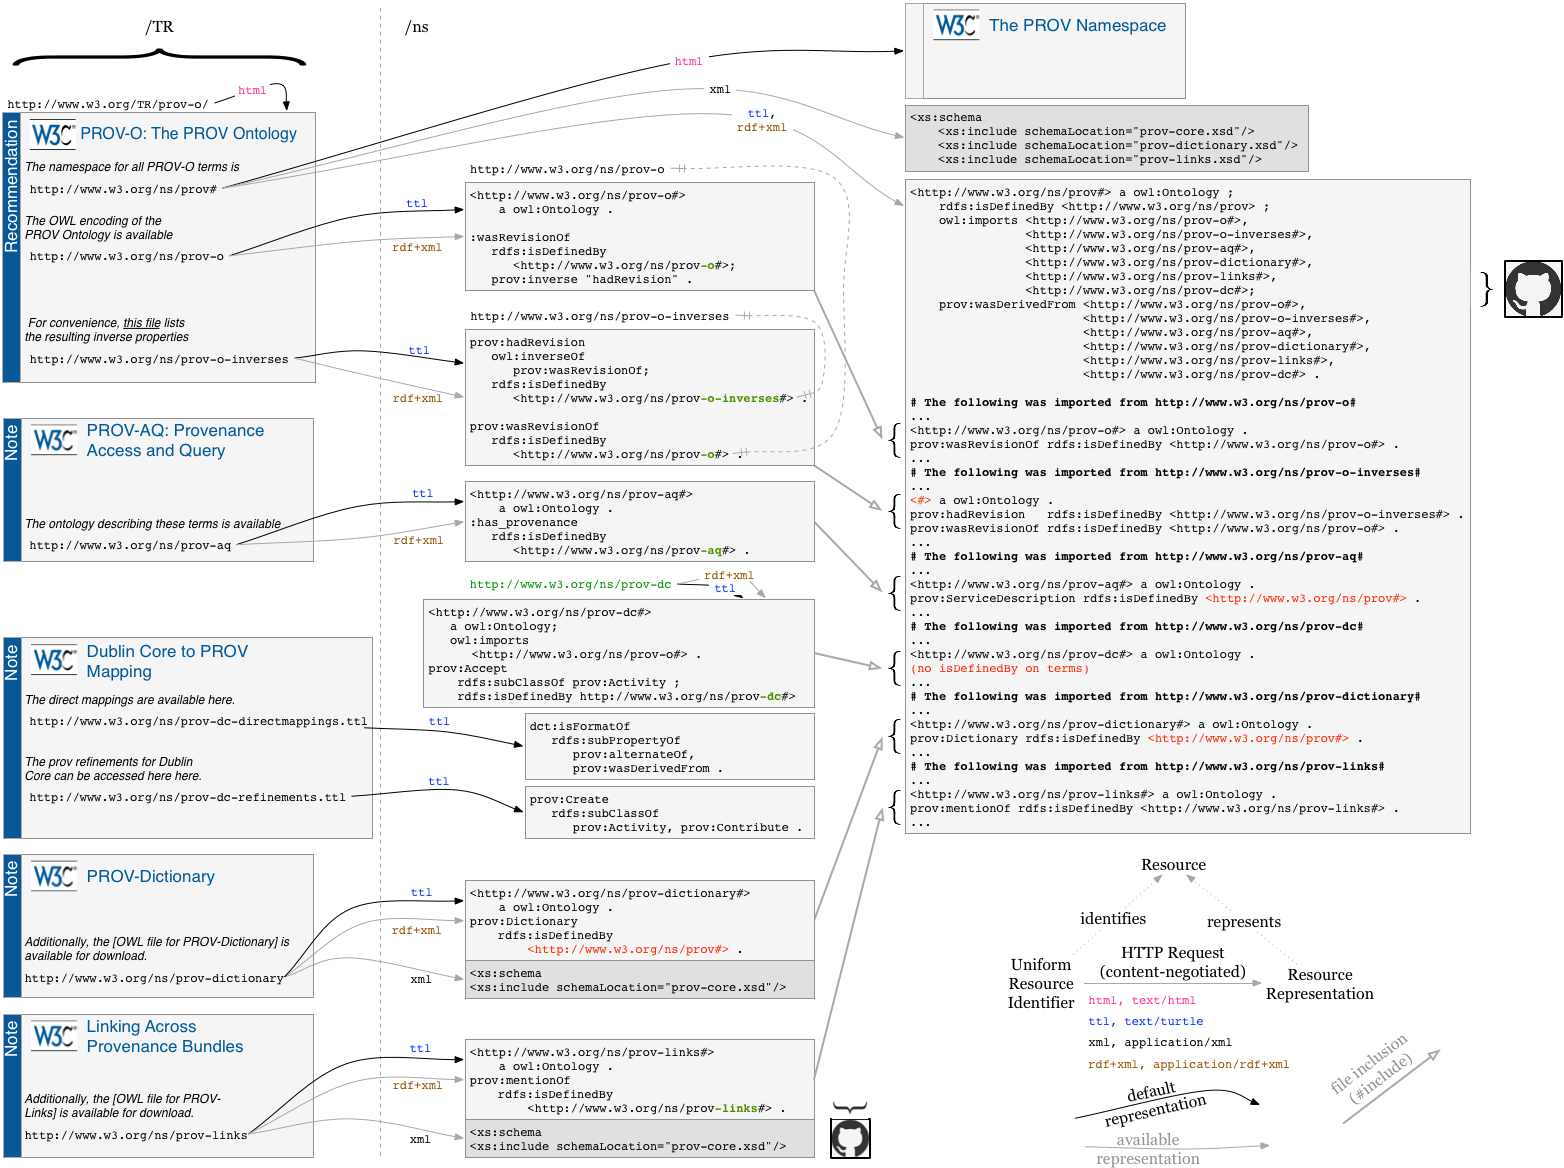 /TR
/ns
http://www.w3.org/TR/prov-o/
html
Recommendation
W3C
PROV-O: The PROV Ontology
The namespace for all PROV-O terms is
http://www.w3.org/ns/prov#
The OWL encoding of the
PROV Ontology is available
http://www.w3.org/ns/prov-o
For convenience, this file lists
the resulting inverse properties
http://www.w3.org/ns/prov-o-inverses
Note
W3C
PROV-AQ: Provenance
Access and Query
The ontology describing these terms is available
http://www.w3.org/ns/prov-aq
Note
W3C
Dublin Core to PROV
Mapping
The direct mappings are available here.
http://www.w3.org/ns/prov-dc-directmappings.ttl
The prov refinements for Dublin
Core can be accessed here here.
http://www.w3.org/ns/prov-dc-refinements.ttl
Note
W3C
PROV-Dictionary
Additionally, the [OWL file for PROV-Dictionary] is
available for download.
http://www.w3.org/ns/prov-dictionary
Note
W3C
Linking Across
Provenance Bundles
Additionally, the [OWL file for PROV-
Links] is available for download.
http://www.w3.org/ns/prov-links
html
xml
ttl,
rdf+xml
ttl
rdf+xml
ttl
rdf+xml
ttl
rdf+xml
ttl
ttl
ttl
rdf+xml
xml
ttl
rdf+xml
xml
http://www.w3.org/ns/prov-o
<http://www.w3.org/ns/prov-o#>
a owl:Ontology .
:wasRevisionOf
rdfs:isDefinedBy
<http://www.w3.org/ns/prov-o#>;
prov:inverse "hadRevision" .
http://www.w3.org/ns/prov-o-inverses
prov:hadRevision
owl:inverseOf
prov:wasRevisionOf;
rdfs:isDefinedBy
<http://www.w3.org/ns/prov-o-inverses#> .
prov:wasRevisionOf
rdfs:isDefinedBy
<http://www.w3.org/ns/prov-o#> .
<http://www.w3.org/ns/prov-aq#>
a owl:Ontology .
:has_provenance
rdfs:isDefinedBy
<http://www.w3.org/ns/prov-aq#> .
http://www.w3.org/ns/prov-dc
rdf+xml
ttl
<http://www.w3.org/ns/prov-dc#>
a owl:Ontology;
owl:imports
<http://www.w3.org/ns/prov-o#> .
prov:Accept
rdfs:subClassOf prov:Activity ;
rdfs:isDefinedBy http://www.w3.org/ns/prov-dc#>
dct:isFormatOf
rdfs:subPropertyOf
prov:alternateOf,
prov:wasDerivedFrom .
prov:Create
rdfs:subClassOf
prov:Activity, prov:Contribute .
<http://www.w3.org/ns/prov-dictionary#>
a owl:Ontology .
prov:Dictionary
rdfs:isDefinedBy
<http://www.w3.org/ns/prov#> .
<xs:schema
<xs:include schemaLocation="prov-core.xsd"/>
<http://www.w3.org/ns/prov-links#>
a owl:Ontology .
prov:mentionOf
rdfs:isDefinedBy
<http://www.w3.org/ns/prov-links#> .
<xs:schema
<xs:include schemaLocation="prov-core.xsd"/>
W3C
The PROV Namespace
<xs:schema
<xs:include schemaLocation="prov-core.xsd"/>
<xs:include schemaLocation="prov-dictionary.xsd"/>
<xs:include schemaLocation="prov-links.xsd"/>
<http://www.w3.org/ns/prov#> a owl:Ontology ;
rdfs:isDefinedBy <http://www.w3.org/ns/prov> ;
owl:imports <http://www.w3.org/ns/prov-o#>,
<http://www.w3.org/ns/prov-o-inverses#>,
<http://www.w3.org/ns/prov-aq#>,
<http://www.w3.org/ns/prov-dictionary#>,
<http://www.w3.org/ns/prov-links#>,
<http://www.w3.org/ns/prov-dc#>;
prov:wasDerivedFrom <http://www.w3.org/ns/prov-o#>,
<http://www.w3.org/ns/prov-o-inverses#>,
<http://www.w3.org/ns/prov-aq#>,
<http://www.w3.org/ns/prov-dictionary#>,
<http://www.w3.org/ns/prov-links#>,
<http://www.w3.org/ns/prov-dc#> .
# The following was imported from http://www.w3.org/ns/prov-o#
...
<http://www.w3.org/ns/prov-o#> a owl:Ontology .
prov:wasRevisionOf rdfs:isDefinedBy <http://www.w3.org/ns/prov-o#> .
...
# The following was imported from http://www.w3.org/ns/prov-o-inverses#
...
<#> a owl:Ontology .
prov:hadRevision rdfs:isDefinedBy <http://www.w3.org/ns/prov-o-inverses#> .
prov:wasRevisionOf rdfs:isDefinedBy <http://www.w3.org/ns/prov-o#> .
...
# The following was imported from http://www.w3.org/ns/prov-aq#
...
<http://www.w3.org/ns/prov-aq#> a owl:Ontology .
prov:ServiceDescription rdfs:isDefinedBy <http://www.w3.org/ns/prov#> .
...
# The following was imported from http://www.w3.org/ns/prov-dc#
...
<http://www.w3.org/ns/prov-dc#> a owl:Ontology .
(no isDefinedBy on terms)
...
# The following was imported from http://www.w3.org/ns/prov-dictionary#
...
<http://www.w3.org/ns/prov-dictionary#> a owl:Ontology .
prov:Dictionary rdfs:isDefinedBy <http://www.w3.org/ns/prov#> .
...
# The following was imported from http://www.w3.org/ns/prov-links#
...
<http://www.w3.org/ns/prov-links#> a owl:Ontology .
prov:mentionOf rdfs:isDefinedBy <http://www.w3.org/ns/prov-links#> .
...
Resource
identifies
represents
Uniform
Resource
Identifier
HTTP Request
(content-negotiated)
Resource
Representation
html, text/html
ttl, text/turtle
xml, application/xml
rdf+xml, application/rdf+xml
default
representation
available
representation
file inclusion
(#include)